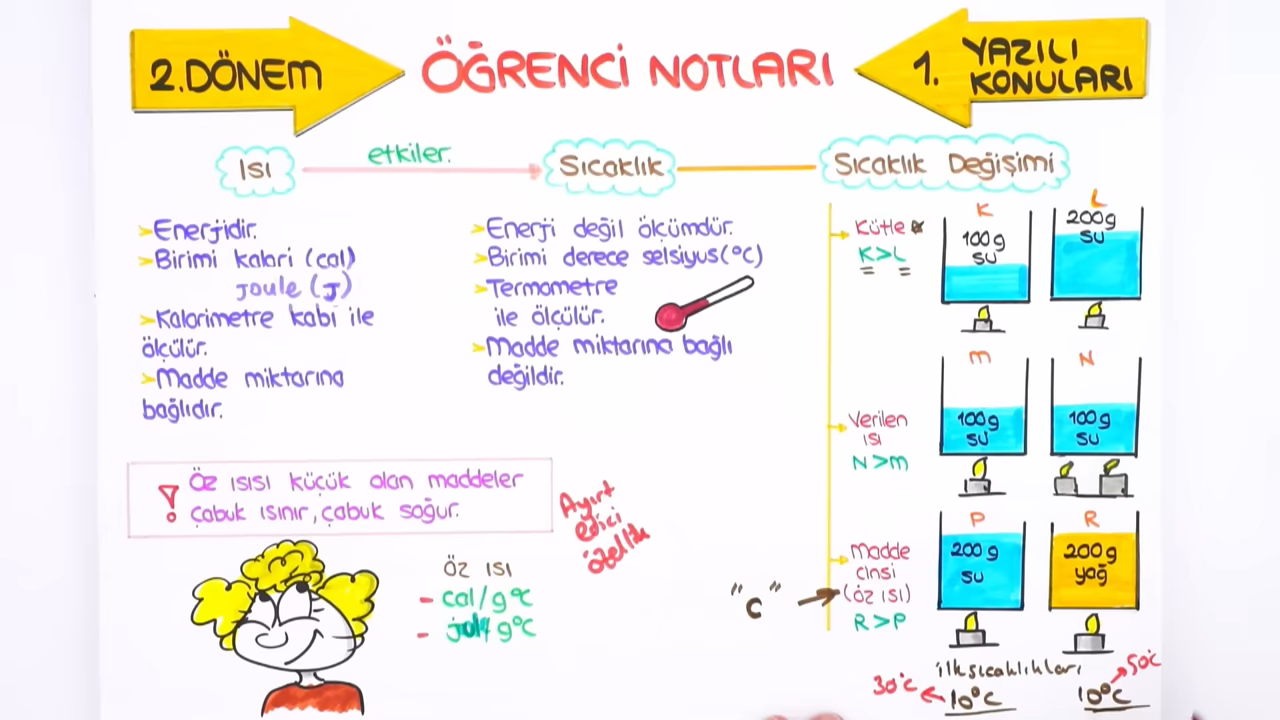 2.DÖNEM
ÖĞRENCİ NOTLARI
1. YAZILI
KONULARI
Isı
etkiler.
Sıcaklık
Sıcaklık Değişimi
➢Enerjidir.
➢Birimi kalori (cal)
joule (J)
➢Kalorimetre kabı ile
ölçülür.
➢Madde miktarına
bağlıdır.
➢Enerji değil ölçümdür.
➢Birimi derece selsiyus(°C)
➢Termometre
ile ölçülür.
➢Madde miktarına bağlı
değildir.
Kütle
K>L
K
100g
su
L
200g
su
Verilen
ısı
N>M
M
100g
su
N
100g
su
Madde
cinsi
(öz ısı)
R>P
"c"
P
200g
su
R
200g
yağ
ilk sıcaklıkları
30°C
10°C
10°C
50°C
! Öz ısısı küçük olan maddeler
çabuk ısınır, çabuk soğur.
Ayırt
edici
özellik
öz ısı
- cal/g°C
- jul/g°C